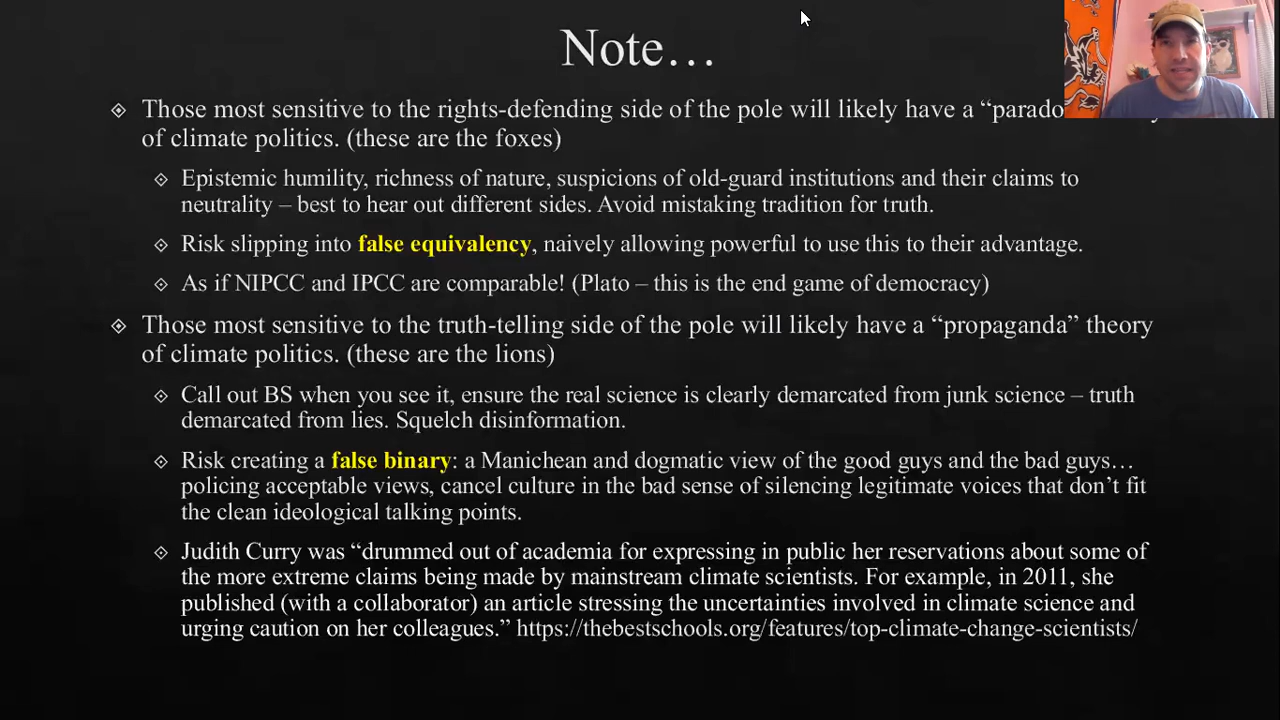 Note…
Those most sensitive to the rights-defending side of the pole will likely have a
of climate politics. (these are the foxes)
Epistemic humility, richness of nature, suspicions of old-guard institutions and their claims to
neutrality – best to hear out different sides. Avoid mistaking tradition for truth.
Risk slipping into false equivalency, naively allowing powerful to use this to their advantage.
As if NIPCC and IPCC are comparable! (Plato – this is the end game of democracy)
Those most sensitive to the truth-telling side of the pole will likely have a “propaganda” theory
of climate politics. (these are the lions)
Call out BS when you see it, ensure the real science is clearly demarcated from junk science – truth
demarcated from lies. Squelch disinformation.
Risk creating a false binary: a Manichean and dogmatic view of the good guys and the bad guys…
policing acceptable views, cancel culture in the bad sense of silencing legitimate voices that don’t fit
the clean ideological talking points.
Judith Curry was “drummed out of academia for expressing in public her reservations about some of
the more extreme claims being made by mainstream climate scientists. For example, in 2011, she
published (with a collaborator) an article stressing the uncertainties involved in climate science and
urging caution on her colleagues.” https://thebestschools.org/features/top-climate-change-scientists/